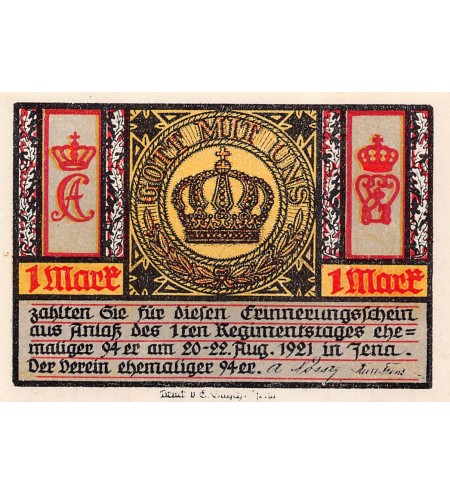 GOTT MIT UNS
CA
1 Mark 1 Mark
zahlten Sie für diesen Erinnerungsschein
aus Anlaß des 1ten Regimentstages ehe=
maliger 94er am 20-22. Aug. 1921 in Jena.
Der Verein ehemaliger 94er.